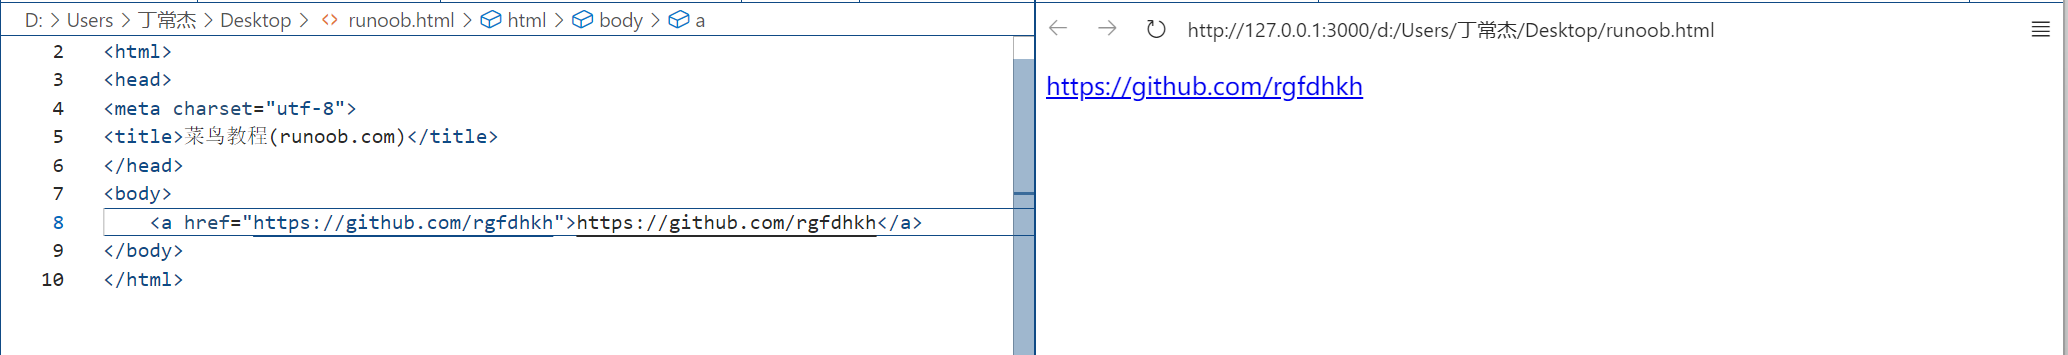 D: > Users > 丁常杰 > Desktop > <> runoob.html > html > body > a
2 <html>
3 <head>
4 <meta charset="utf-8">
5 <title>菜鸟教程(runoob.com)</title>
6 </head>
7 <body>
8 <a href="https://github.com/rgfdhkh">https://github.com/rgfdhkh</a>
9 </body>
10 </html>
http://127.0.0.1:3000/d:/Users/丁常杰/Desktop/runoob.html
https://github.com/rgfdhkh